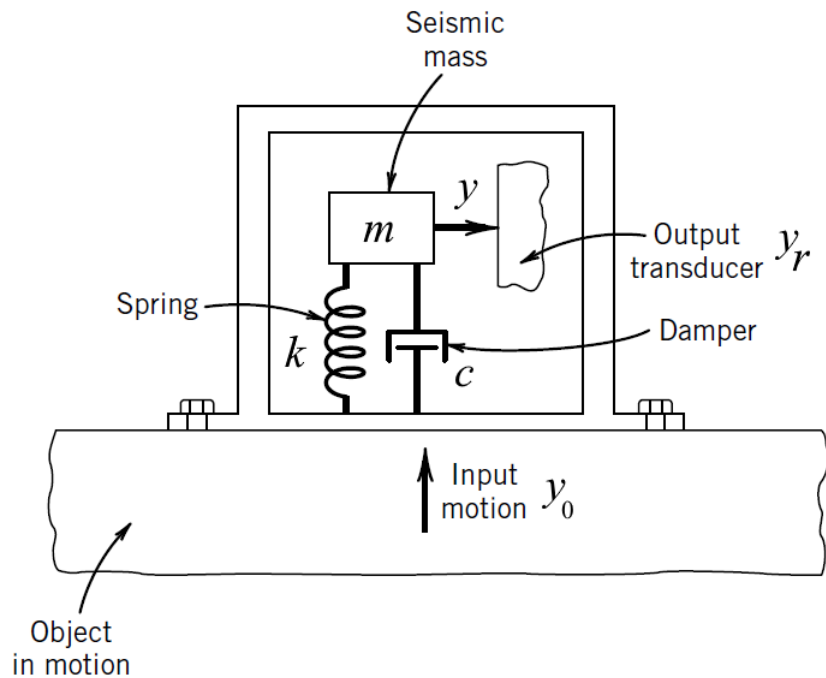 Seismic
mass
y
m
Output
transducer
y_r
Spring
Damper
k
c
Input
motion
y_0
Object
in motion